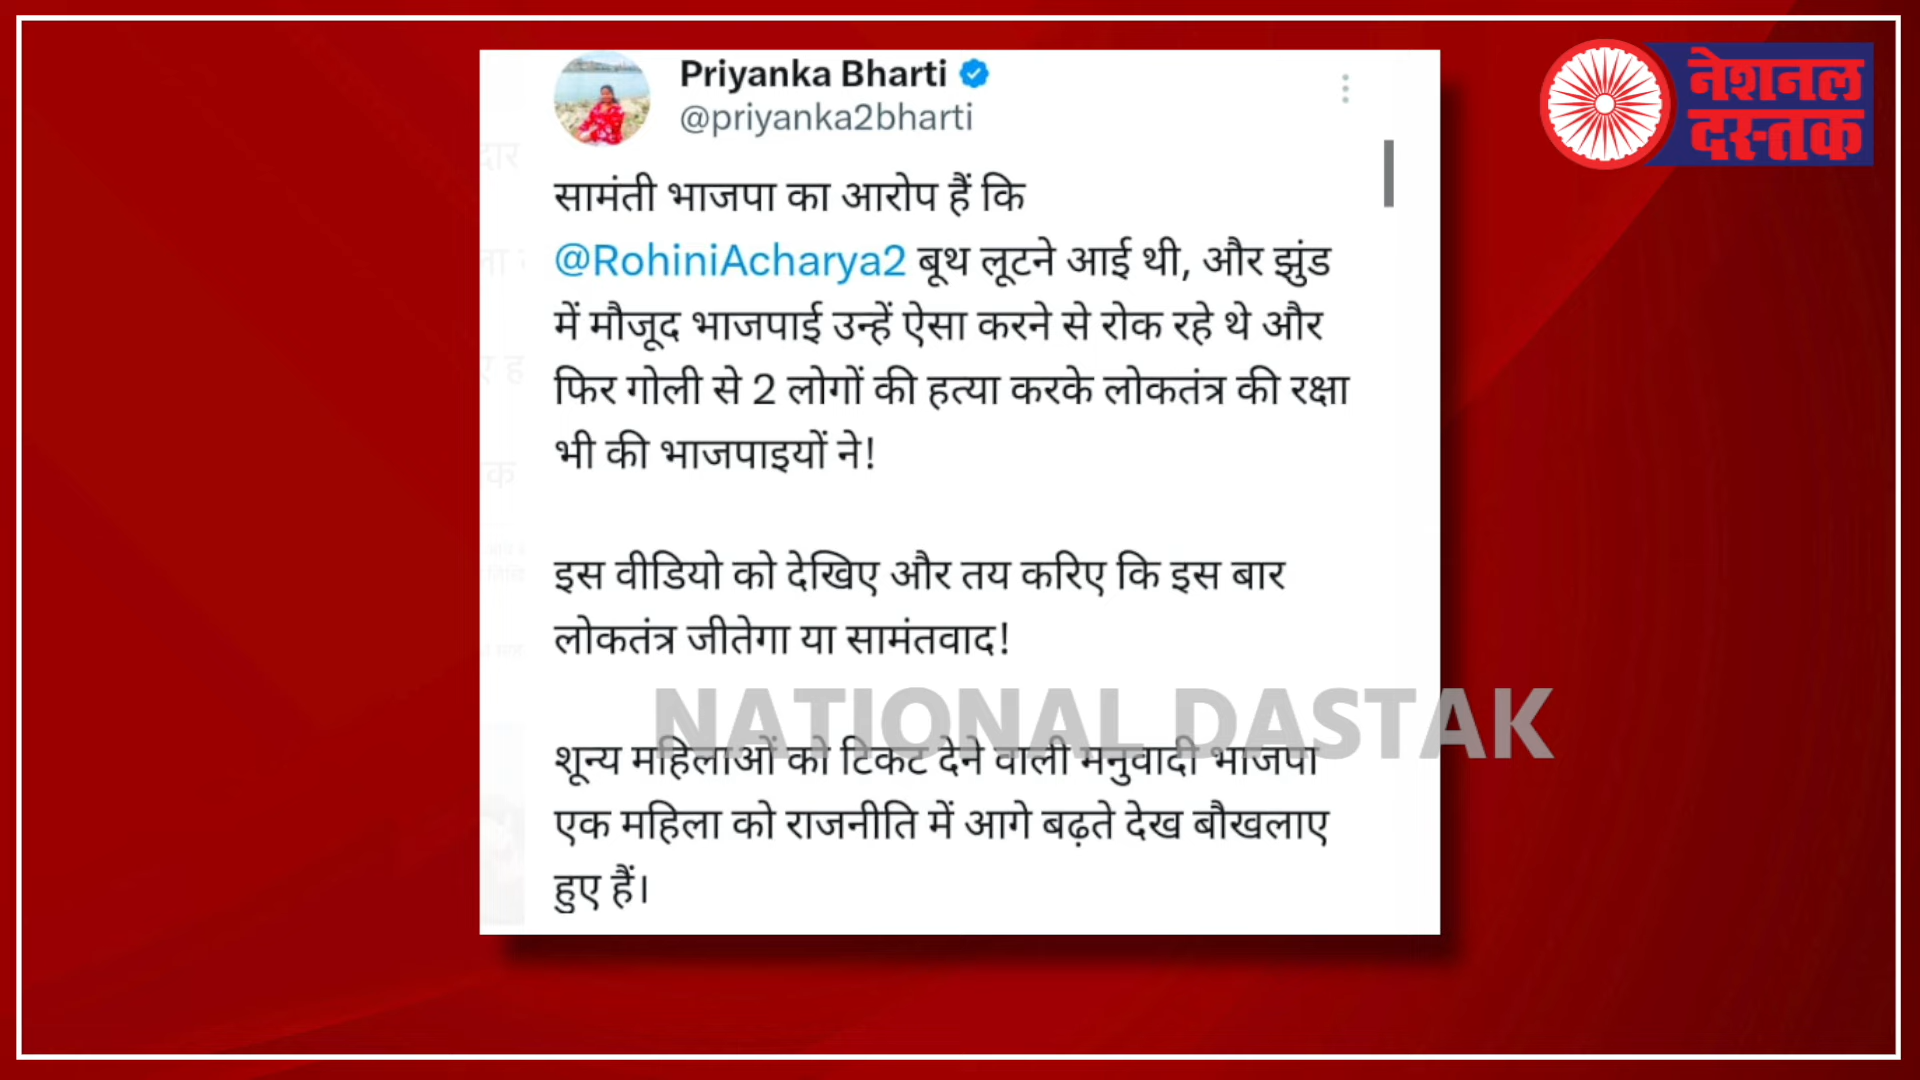 Priyanka Bharti
@priyanka2bharti
नेशनल
दस्तक
सामंती भाजपा का आरोप हैं कि
@RohiniAcharya2 बूथ लूटने आई थी, और झुंड
में मौजूद भाजपाई उन्हें ऐसा करने से रोक रहे थे और
फिर गोली से 2 लोगों की हत्या करके लोकतंत्र की रक्षा
भी की भाजपाइयों ने!
इस वीडियो को देखिए और तय करिए कि इस बार
लोकतंत्र जीतेगा या सामंतवाद!
NATIONAL DASTAK
शून्य महिलाओं को टिकट देने वाली मनुवादी भाजपा
एक महिला को राजनीति में आगे बढ़ते देख बौखलाए
हुए हैं।